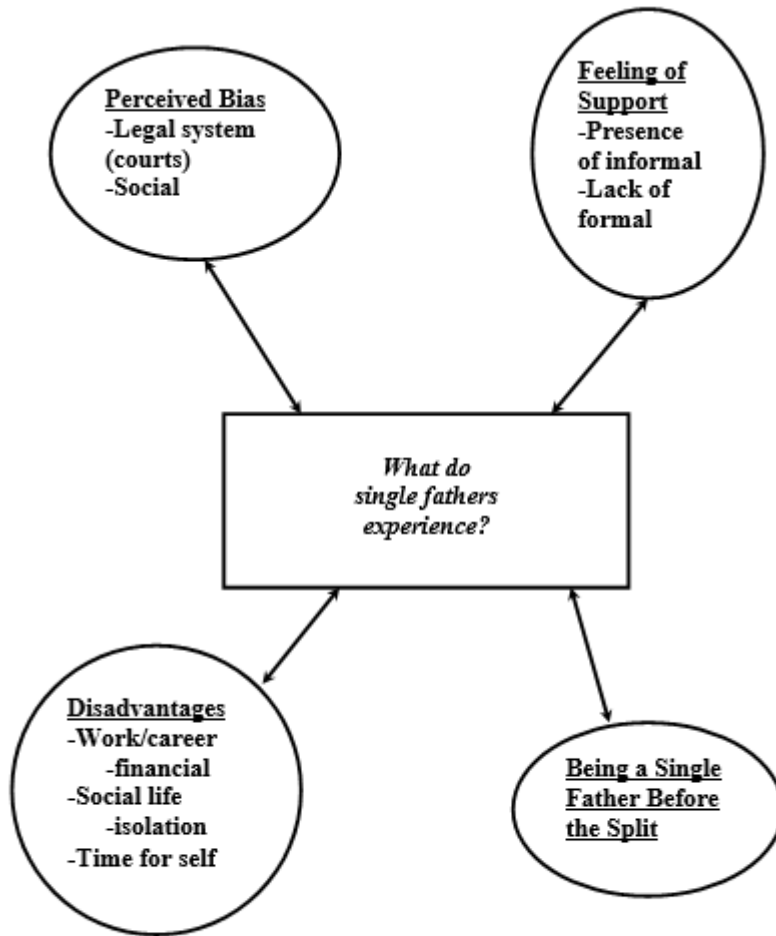 Perceived Bias
-Legal system
(courts)
-Social
Feeling of
Support
-Presence
of informal
-Lack of
formal
What do
single fathers
experience?
Disadvantages
-Work/career
-financial
-Social life
-isolation
-Time for self
Being a Single
Father Before
the Split